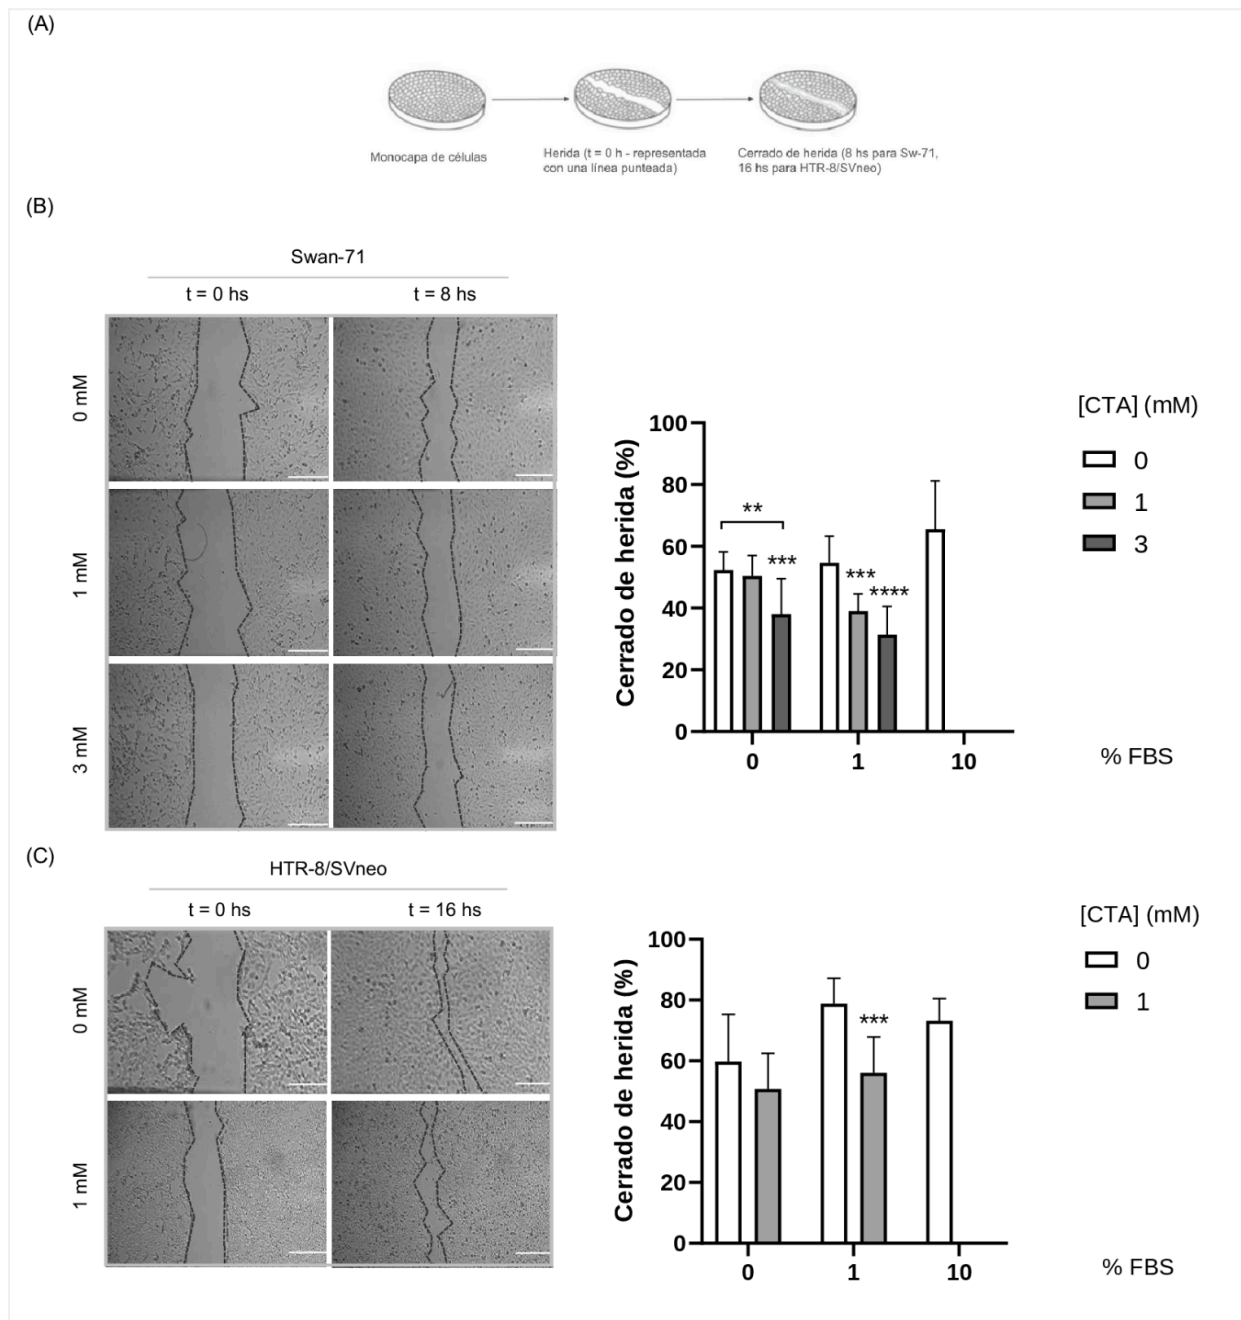 (A)
Monocapa de células
Herida (t = 0 h - representada
con una línea punteada)
Cerrado de herida (8 hs para Sw-71,
16 hs para HTR-8/SVneo)
(B)
Swan-71
t = 0 hs
t = 8 hs
0 mM
1 mM
3 mM
Cerrado de herida (%)
100
80
60
40
20
0
**
***
***
****
0
1
10
% FBS
[CTA] (mM)
0
1
3
(C)
HTR-8/SVneo
t = 0 hs
t = 16 hs
0 mM
1 mM
Cerrado de herida (%)
100
80
60
40
20
0
***
0
1
10
% FBS
[CTA] (mM)
0
1